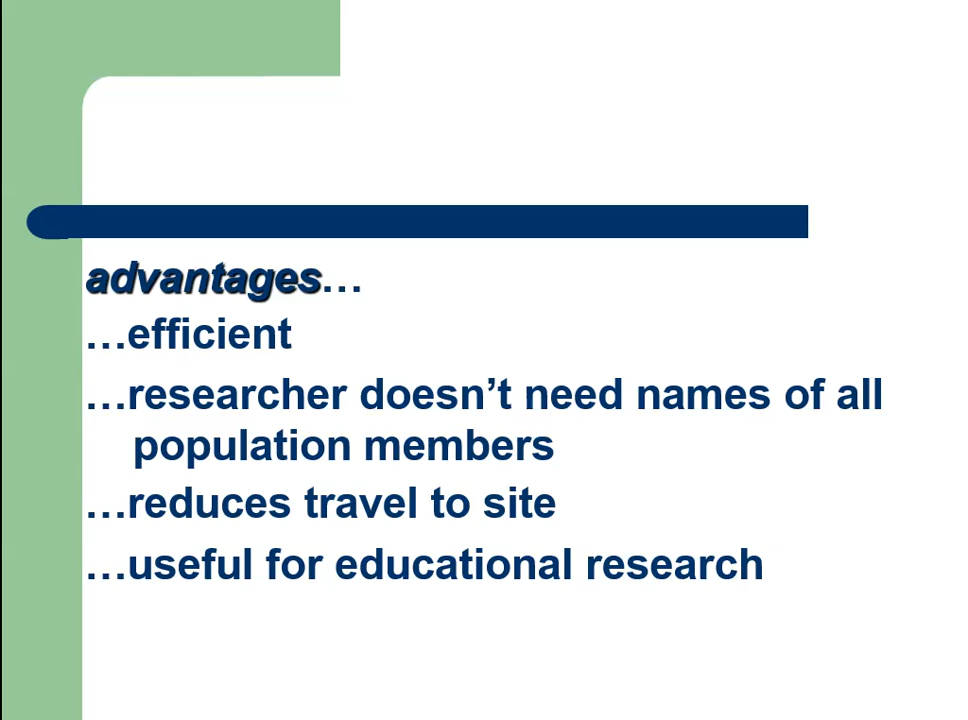 advantages…
…efficient
…researcher doesn’t need names of all
population members
…reduces travel to site
…useful for educational research